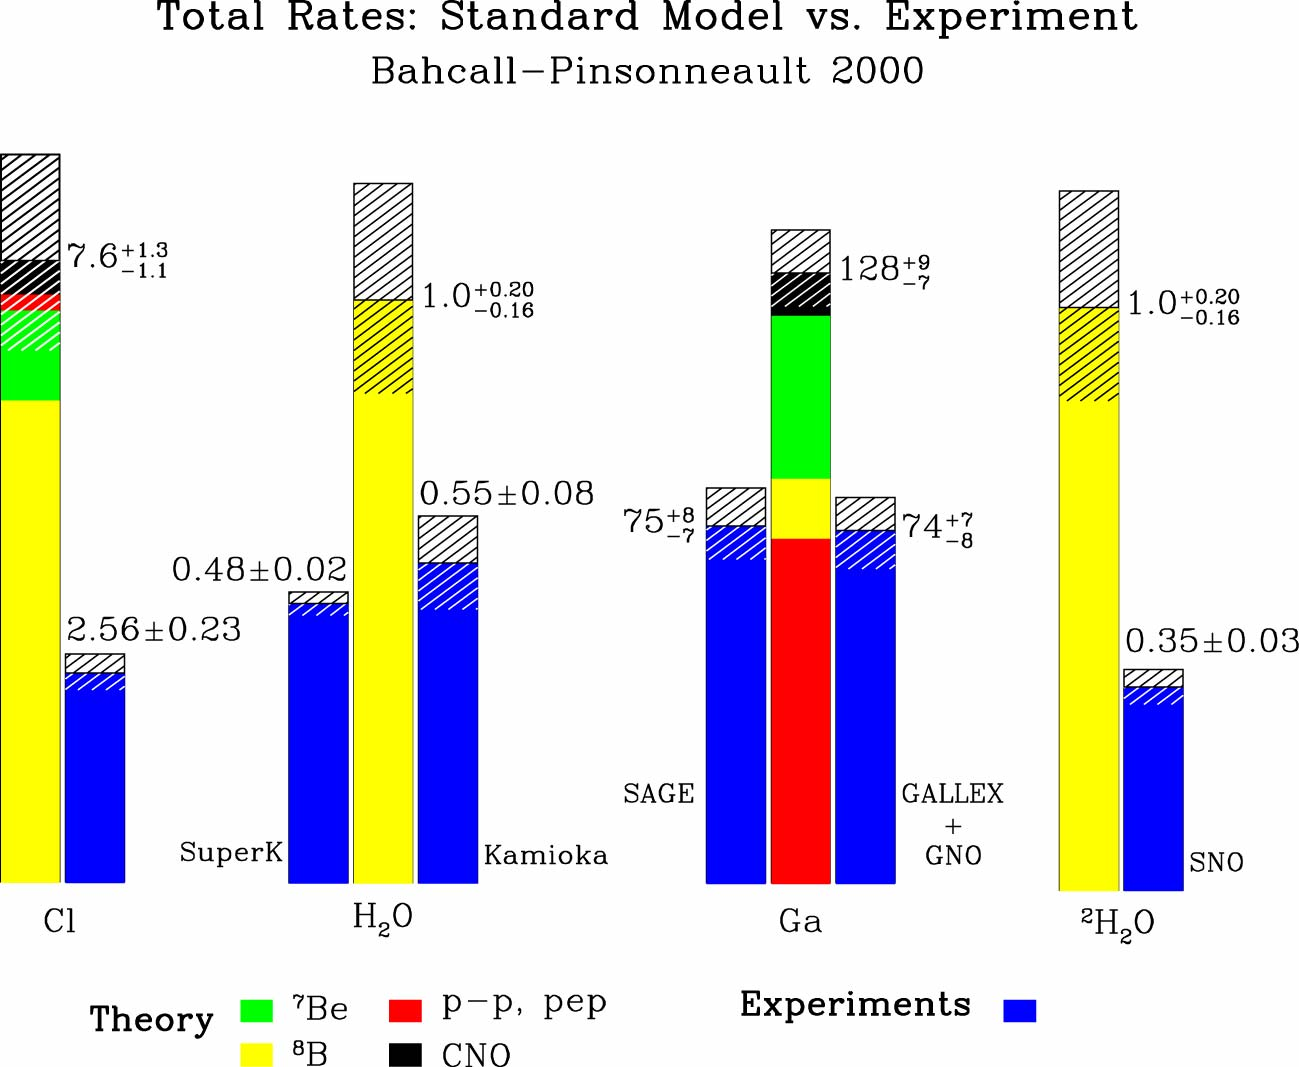 Total Rates: Standard Model vs. Experiment
Bahcall−Pinsonneault 2000
7.6 +1.3 −1.1
1.0 +0.20 −0.16
128 +9 −7
1.0 +0.20 −0.16
0.55±0.08
75 +8 −7
74 +7 −8
0.48±0.02
2.56±0.23
0.35±0.03
SAGE
GALLEX
+
GNO
SuperK
Kamioka
SNO
Cl
H₂O
Ga
²H₂O
Theory
⁷Be
p−p, pep
Experiments
⁸B
CNO